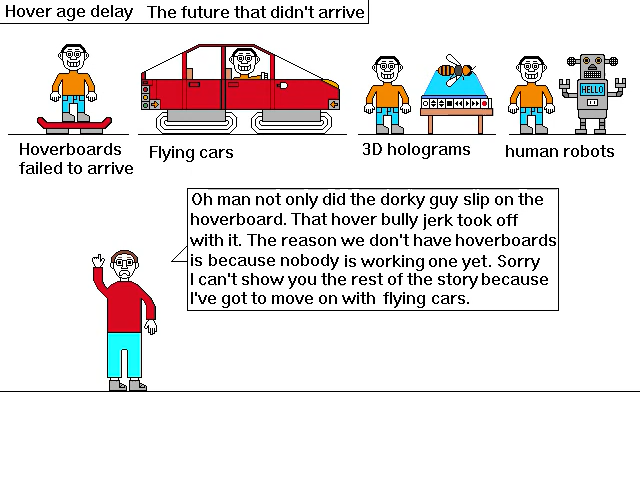 Hover age delay The future that didn't arrive
HELLO
Hoverboards
failed to arrive
Flying cars
3D holograms
human robots
Oh man not only did the dorky guy slip on the
hoverboard. That hover bully jerk took off
with it. The reason we don't have hoverboards
is because nobody is working one yet. Sorry
I can't show you the rest of the story because
I've got to move on with flying cars.